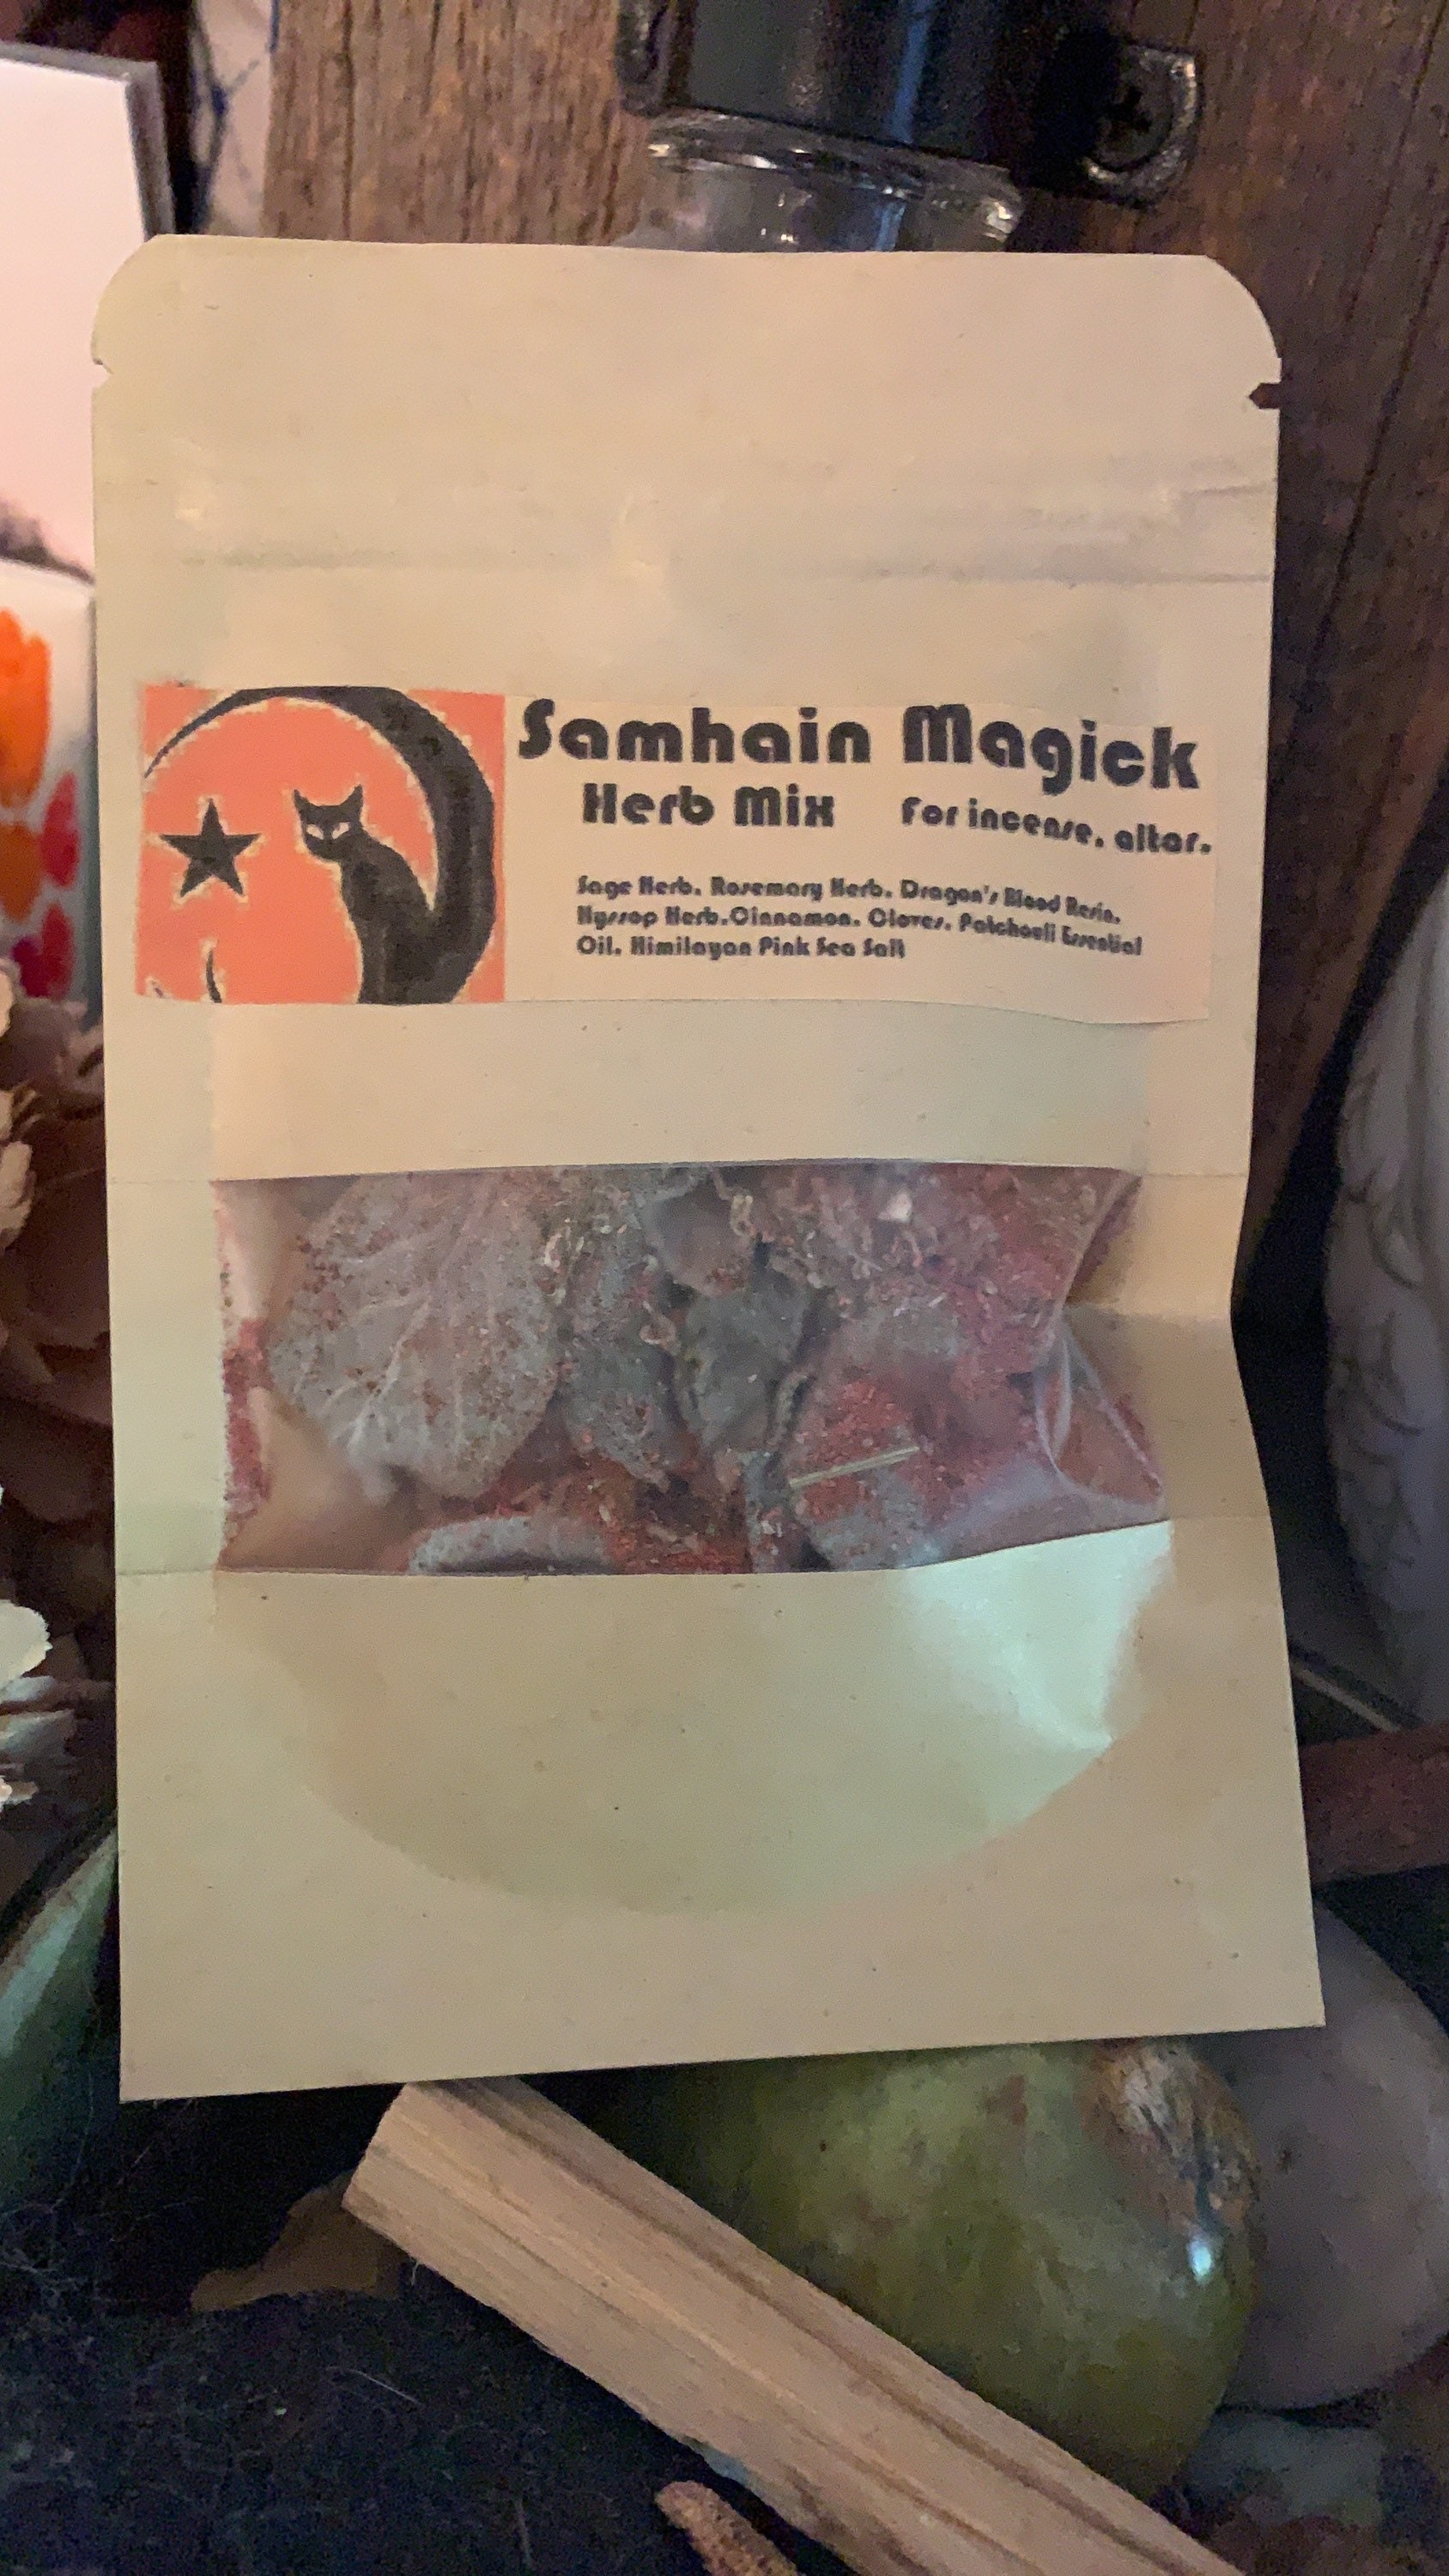 Samhain Magick
Herb Mix For incense, altar.
Sage Herb, Rosemary Herb, Dragon's Blood Resin,
Hyssop Herb,Cinnamon, Cloves, Patchouli Essential
Oil, Himilayan Pink Sea Salt